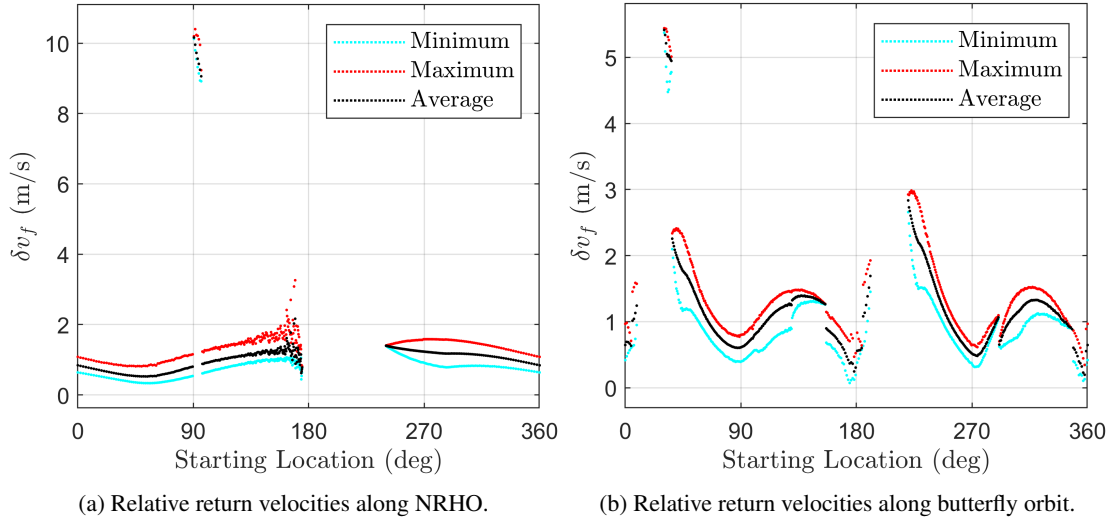 10
8
6
4
2
0
δv_f (m/s)
Minimum
Maximum
Average
0 90 180 270 360
Starting Location (deg)
(a) Relative return velocities along NRHO.
5
4
3
2
1
0
δv_f (m/s)
Minimum
Maximum
Average
0 90 180 270 360
Starting Location (deg)
(b) Relative return velocities along butterfly orbit.